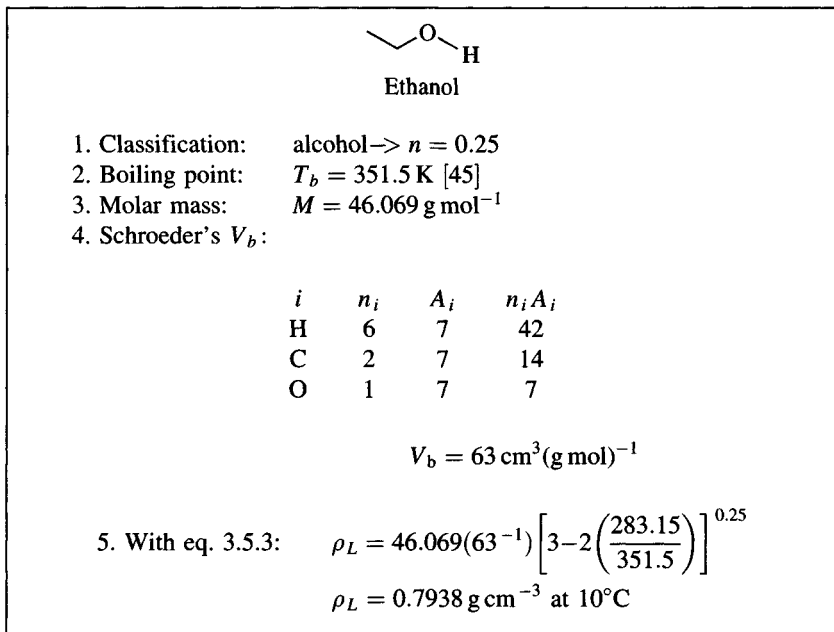 O
H
Ethanol
1. Classification: alcohol–> n = 0.25
2. Boiling point: T_b = 351.5 K [45]
3. Molar mass: M = 46.069 g mol⁻¹
4. Schroeder's V_b:
i n_i A_i n_iA_i
H 6 7 42
C 2 7 14
O 1 7 7
V_b = 63 cm³(g mol)⁻¹
5. With eq. 3.5.3: ρ_L = 46.069(63⁻¹)[3−2(283.15/351.5)]^0.25
ρ_L = 0.7938 g cm⁻³ at 10°C